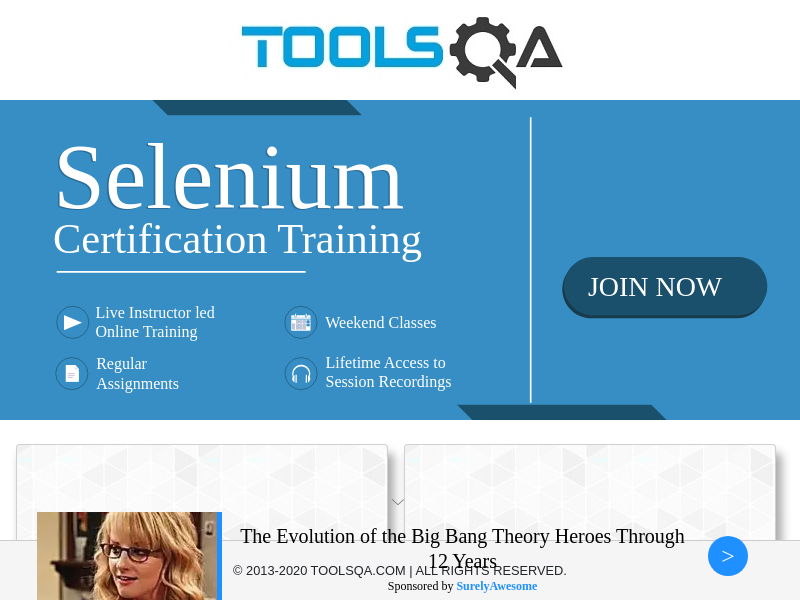 TOOLSQA
Selenium
Certification Training
JOIN NOW
Live Instructor led
Online Training
Weekend Classes
Regular
Assignments
Lifetime Access to
Session Recordings
The Evolution of the Big Bang Theory Heroes Through
12 Years
© 2013-2020 TOOLSQA.COM | ALL RIGHTS RESERVED.
Sponsored by SurelyAwesome
>